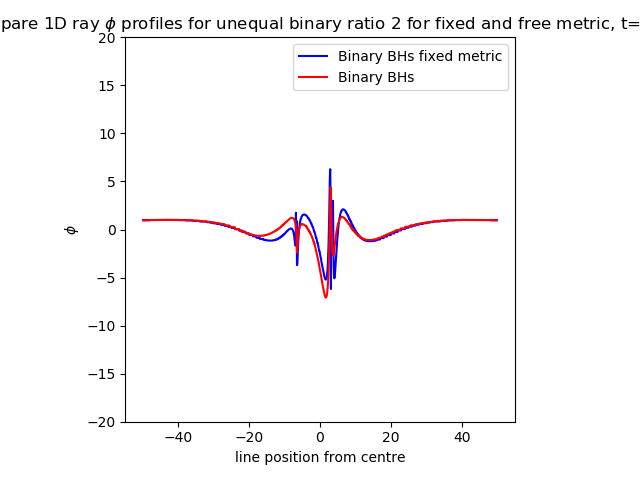 pare 1D ray ϕ profiles for unequal binary ratio 2 for fixed and free metric, t=
20
15
10
5
0
−5
−10
−15
−20
ϕ
Binary BHs fixed metric
Binary BHs
−40 −20 0 20 40
line position from centre